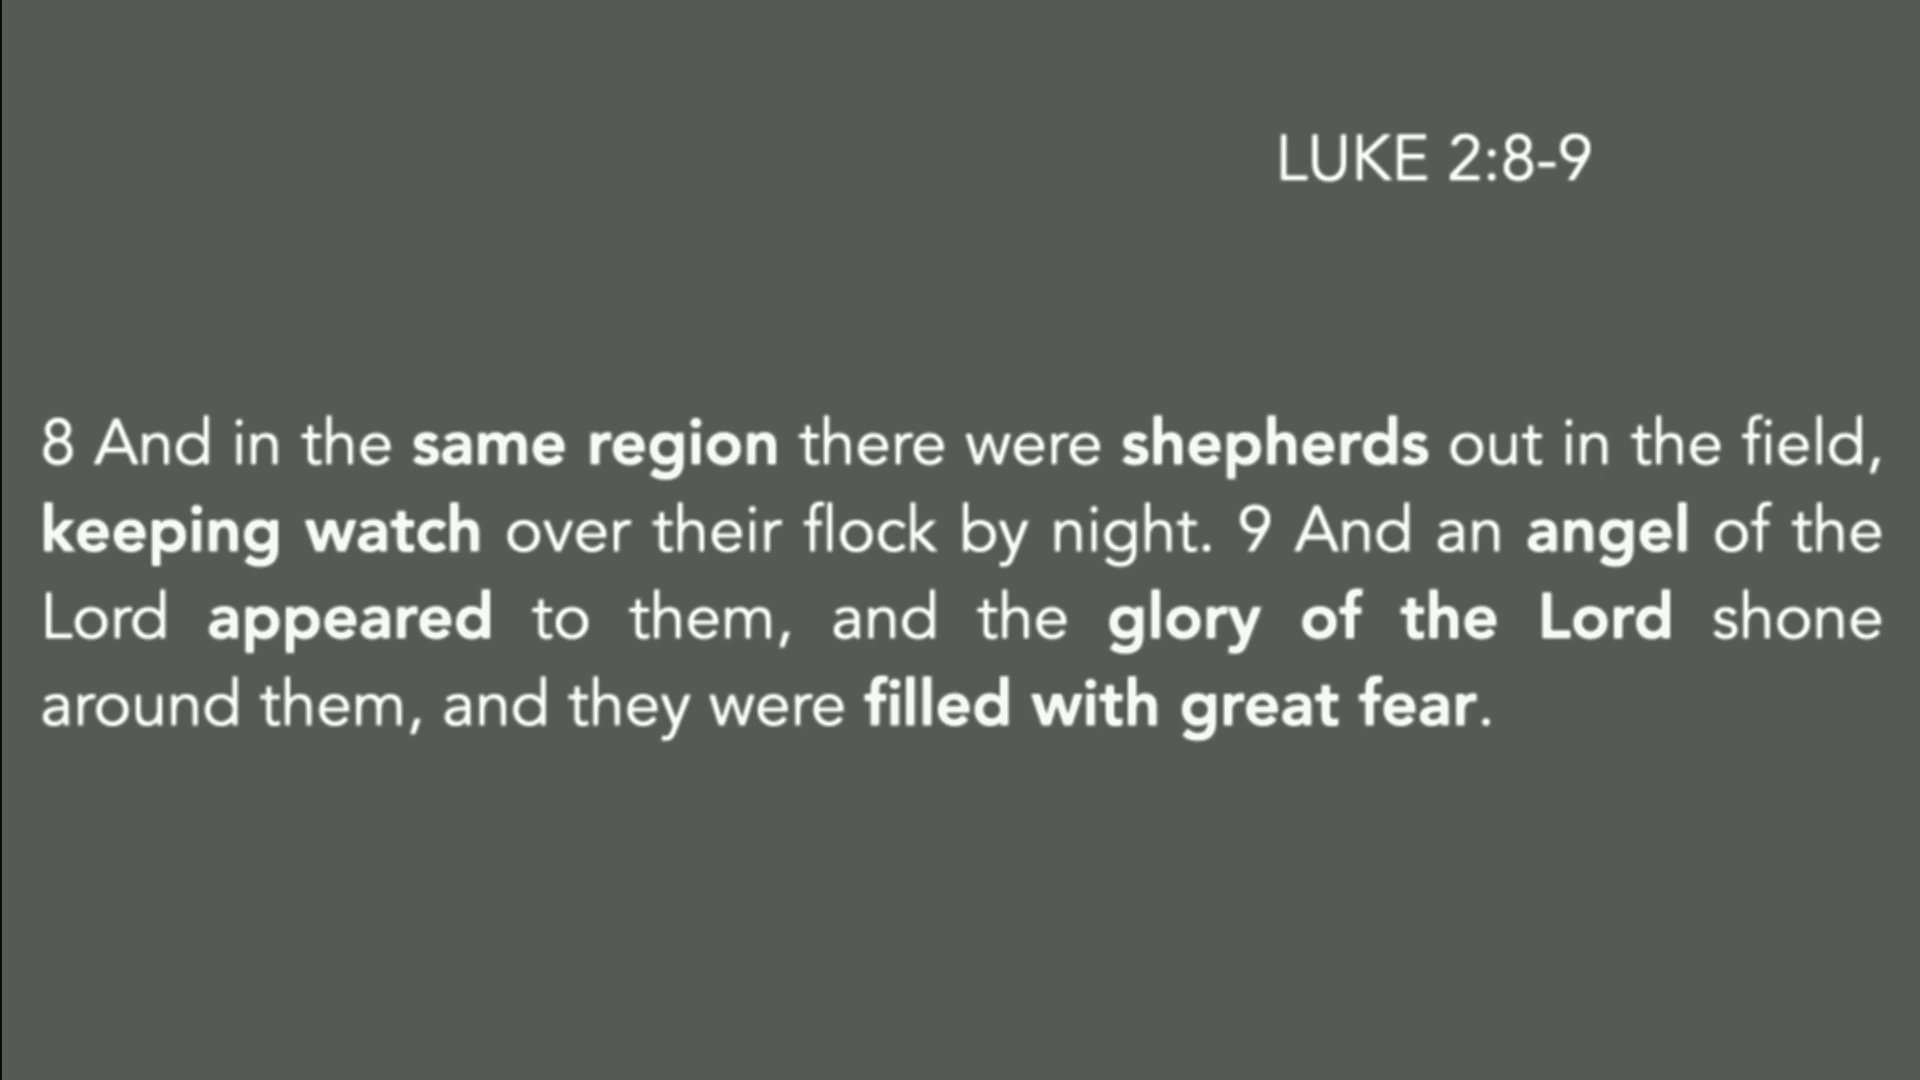 LUKE 2:8-9
8 And in the same region there were shepherds out in the field,
keeping watch over their flock by night. 9 And an angel of the
Lord appeared to them, and the glory of the Lord shone
around them, and they were filled with great fear.